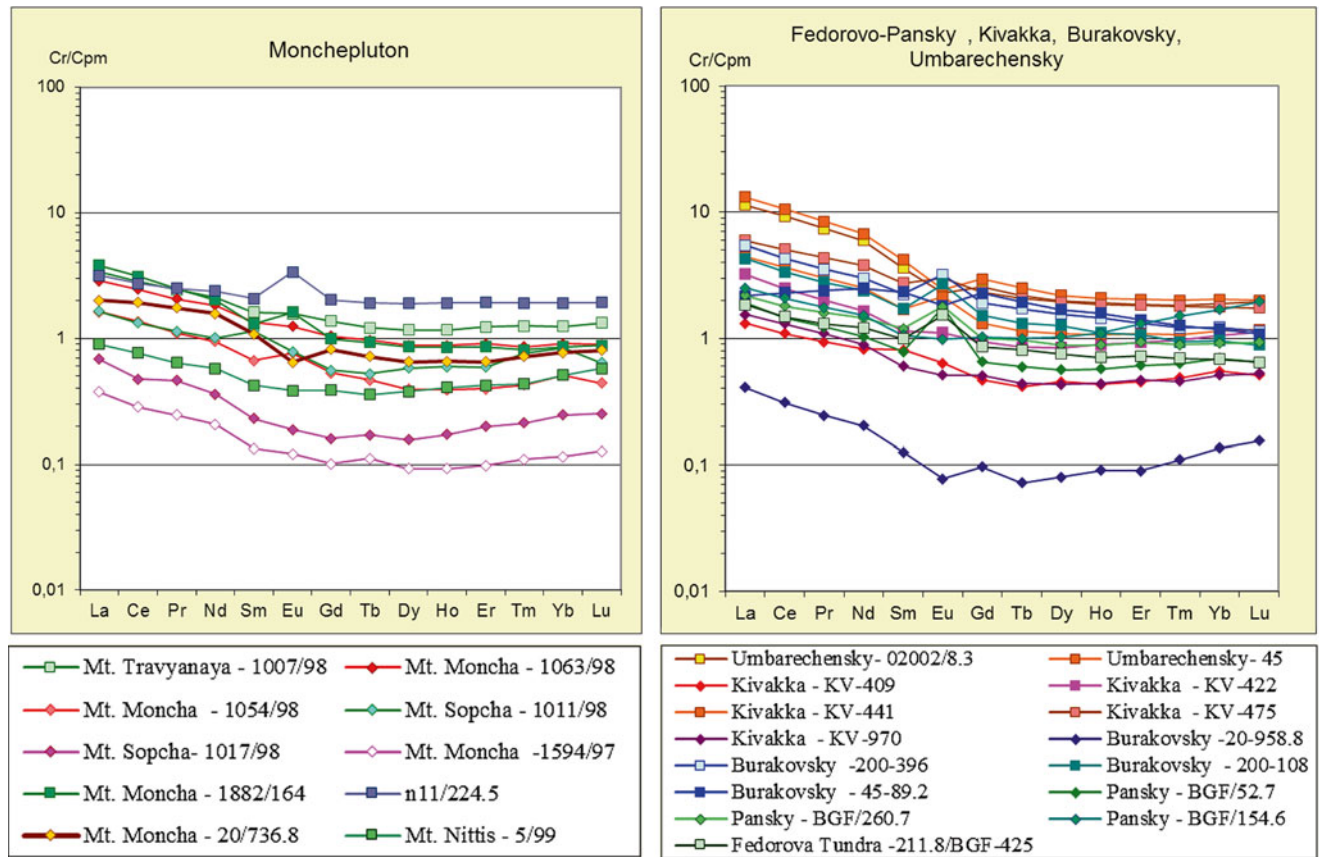 Cr/Cpm
Monchepluton
100
10
1
0,1
0,01
La Ce Pr Nd Sm Eu Gd Tb Dy Ho Er Tm Yb Lu
Mt. Travyanaya - 1007/98
Mt. Moncha - 1063/98
Mt. Moncha - 1054/98
Mt. Sopcha - 1011/98
Mt. Sopcha- 1017/98
Mt. Moncha -1594/97
Mt. Moncha - 1882/164
n11/224.5
Mt. Moncha - 20/736.8
Mt. Nittis - 5/99
Fedorovo-Pansky , Kivakka, Burakovsky,
Umbarechensky
Cr/Cpm
100
10
1
0,1
0,01
La Ce Pr Nd Sm Eu Gd Tb Dy Ho Er Tm Yb Lu
Umbarechensky- 02002/8.3
Umbarechensky- 45
Kivakka - KV-409
Kivakka - KV-422
Kivakka - KV-441
Kivakka - KV-475
Kivakka - KV-970
Burakovsky -20-958.8
Burakovsky -200-396
Burakovsky - 200-108
Burakovsky - 45-89.2
Pansky - BGF/52.7
Pansky - BGF/260.7
Pansky - BGF/154.6
Fedorova Tundra -211.8/BGF-425